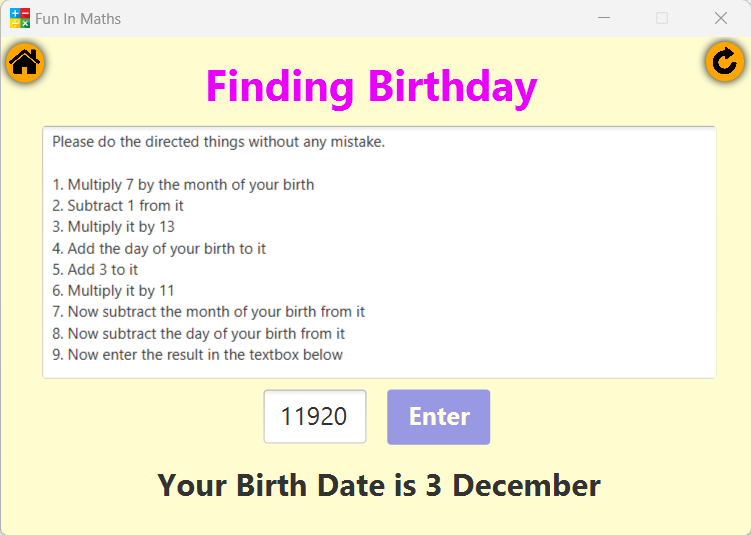 Fun In Maths
Finding Birthday
Please do the directed things without any mistake.
1. Multiply 7 by the month of your birth
2. Subtract 1 from it
3. Multiply it by 13
4. Add the day of your birth to it
5. Add 3 to it
6. Multiply it by 11
7. Now subtract the month of your birth from it
8. Now subtract the day of your birth from it
9. Now enter the result in the textbox below
11920
Enter
Your Birth Date is 3 December